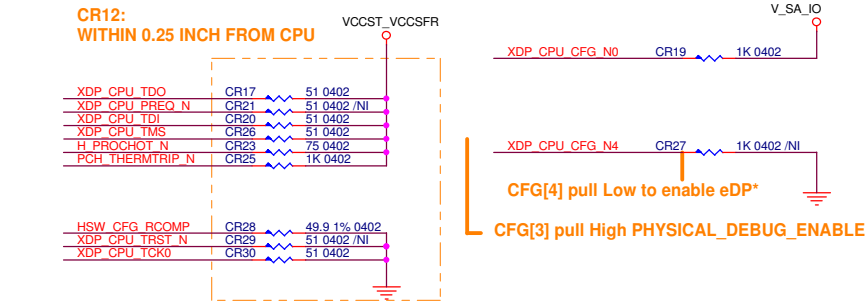 CR12:
WITHIN 0.25 INCH FROM CPU
VCCST_VCCSFR
V_SA_IO
XDP_CPU_CFG_N0 CR19 1K 0402
XDP_CPU_TDO CR17 51 0402
XDP_CPU_PREQ_N CR21 51 0402 /NI
XDP_CPU_TDI CR20 51 0402
XDP_CPU_TMS CR26 51 0402
H_PROCHOT_N CR23 75 0402
PCH_THERMTRIP_N CR25 1K 0402
XDP_CPU_CFG_N4 CR27 1K 0402 /NI
CFG[4] pull Low to enable eDP*
CFG[3] pull High PHYSICAL_DEBUG_ENABLE
HSW_CFG_RCOMP CR28 49.9 1% 0402
XDP_CPU_TRST_N CR29 51 0402 /NI
XDP_CPU_TCK0 CR30 51 0402